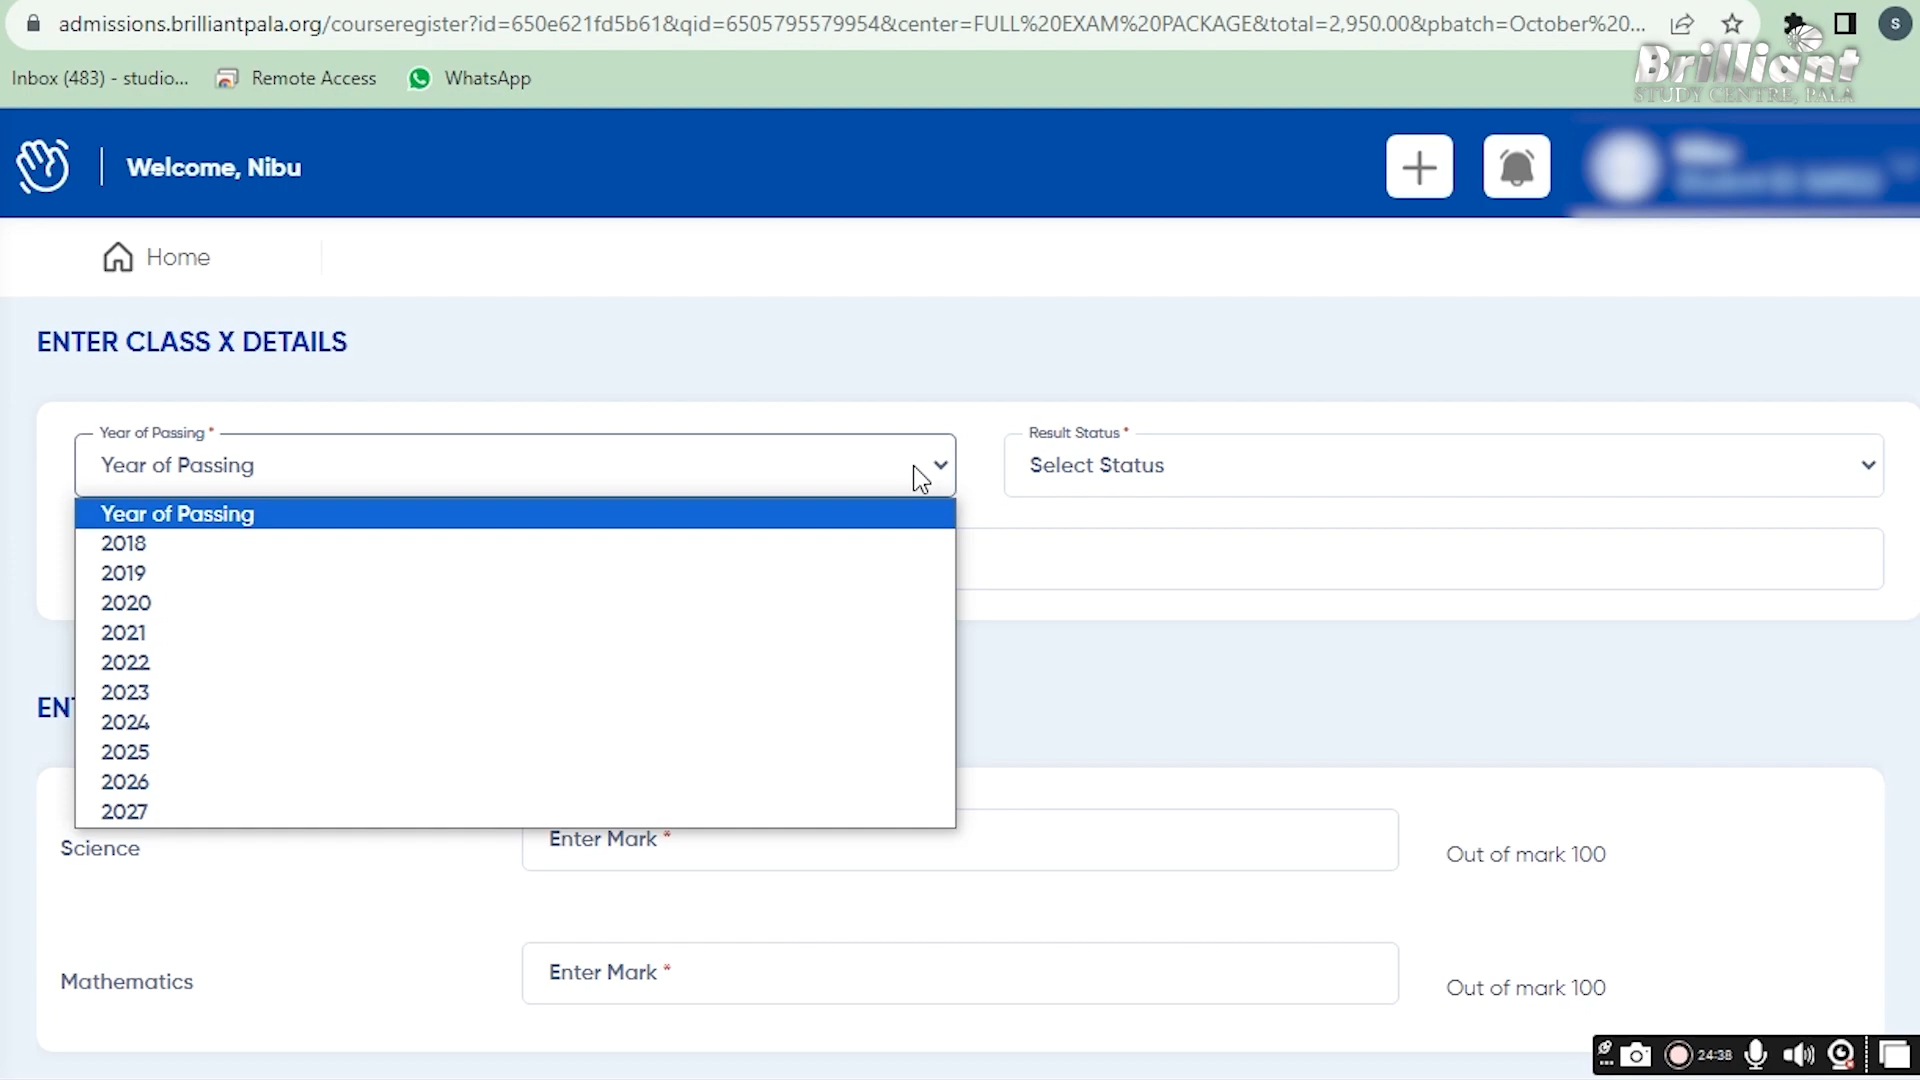 admissions.brilliantpala.org/courseregister?id=650e621fd5b61&qid=6505795579954&center=FULL%20EXAM%20PACKAGE&total=2,950.00&pbatch=October%20...
S
Brilliant
STUDY CENTRE, PALA
Inbox (483) - studio...
Remote Access
WhatsApp
Welcome, Nibu
Home
ENTER CLASS X DETAILS
Year of Passing *
Result Status *
Year of Passing
Select Status
Year of Passing
2018
2019
2020
2021
2022
2023
2024
2025
2026
2027
Science
Enter Mark *
Out of mark 100
Mathematics
Enter Mark *
Out of mark 100
24:38